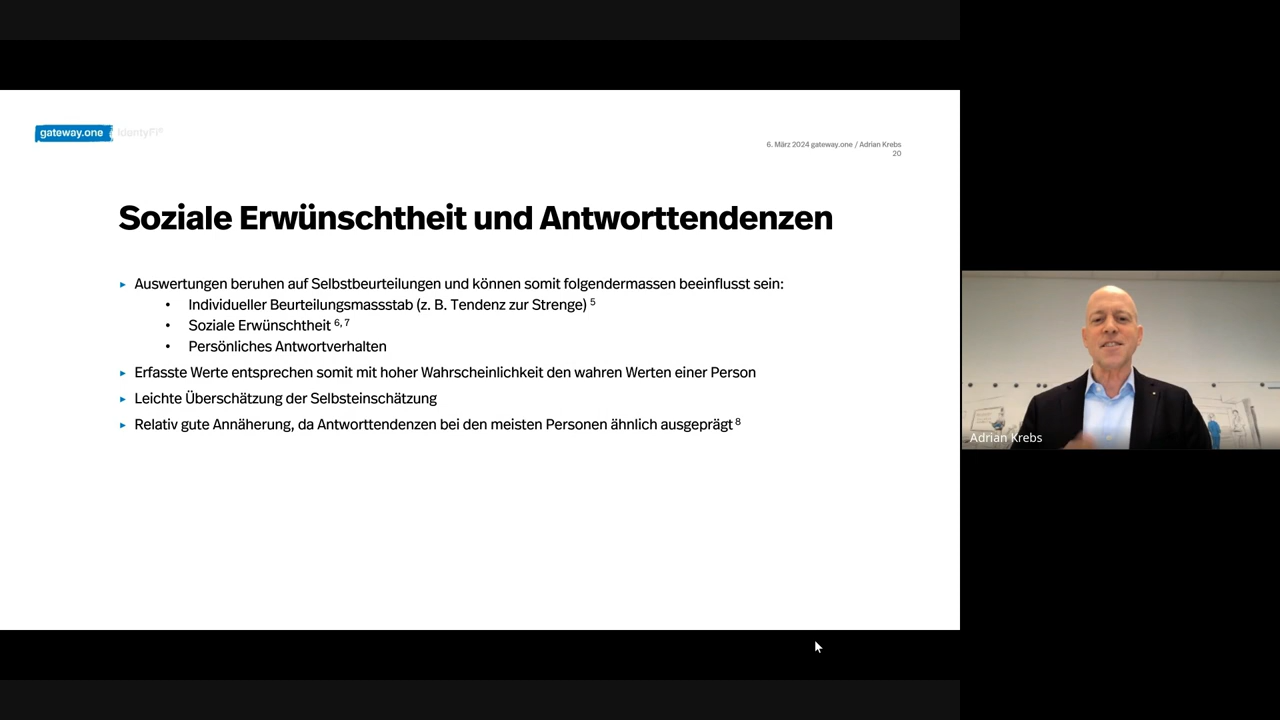 gateway.one IdentyFi®
6. März 2024 gateway.one / Adrian Krebs
20
Soziale Erwünschtheit und Antworttendenzen
▸ Auswertungen beruhen auf Selbstbeurteilungen und können somit folgendermassen beeinflusst sein:
• Individueller Beurteilungsmassstab (z. B. Tendenz zur Strenge) 5
• Soziale Erwünschtheit 6, 7
• Persönliches Antwortverhalten
▸ Erfasste Werte entsprechen somit mit hoher Wahrscheinlichkeit den wahren Werten einer Person
▸ Leichte Überschätzung der Selbsteinschätzung
▸ Relativ gute Annäherung, da Antworttendenzen bei den meisten Personen ähnlich ausgeprägt 8
Adrian Krebs